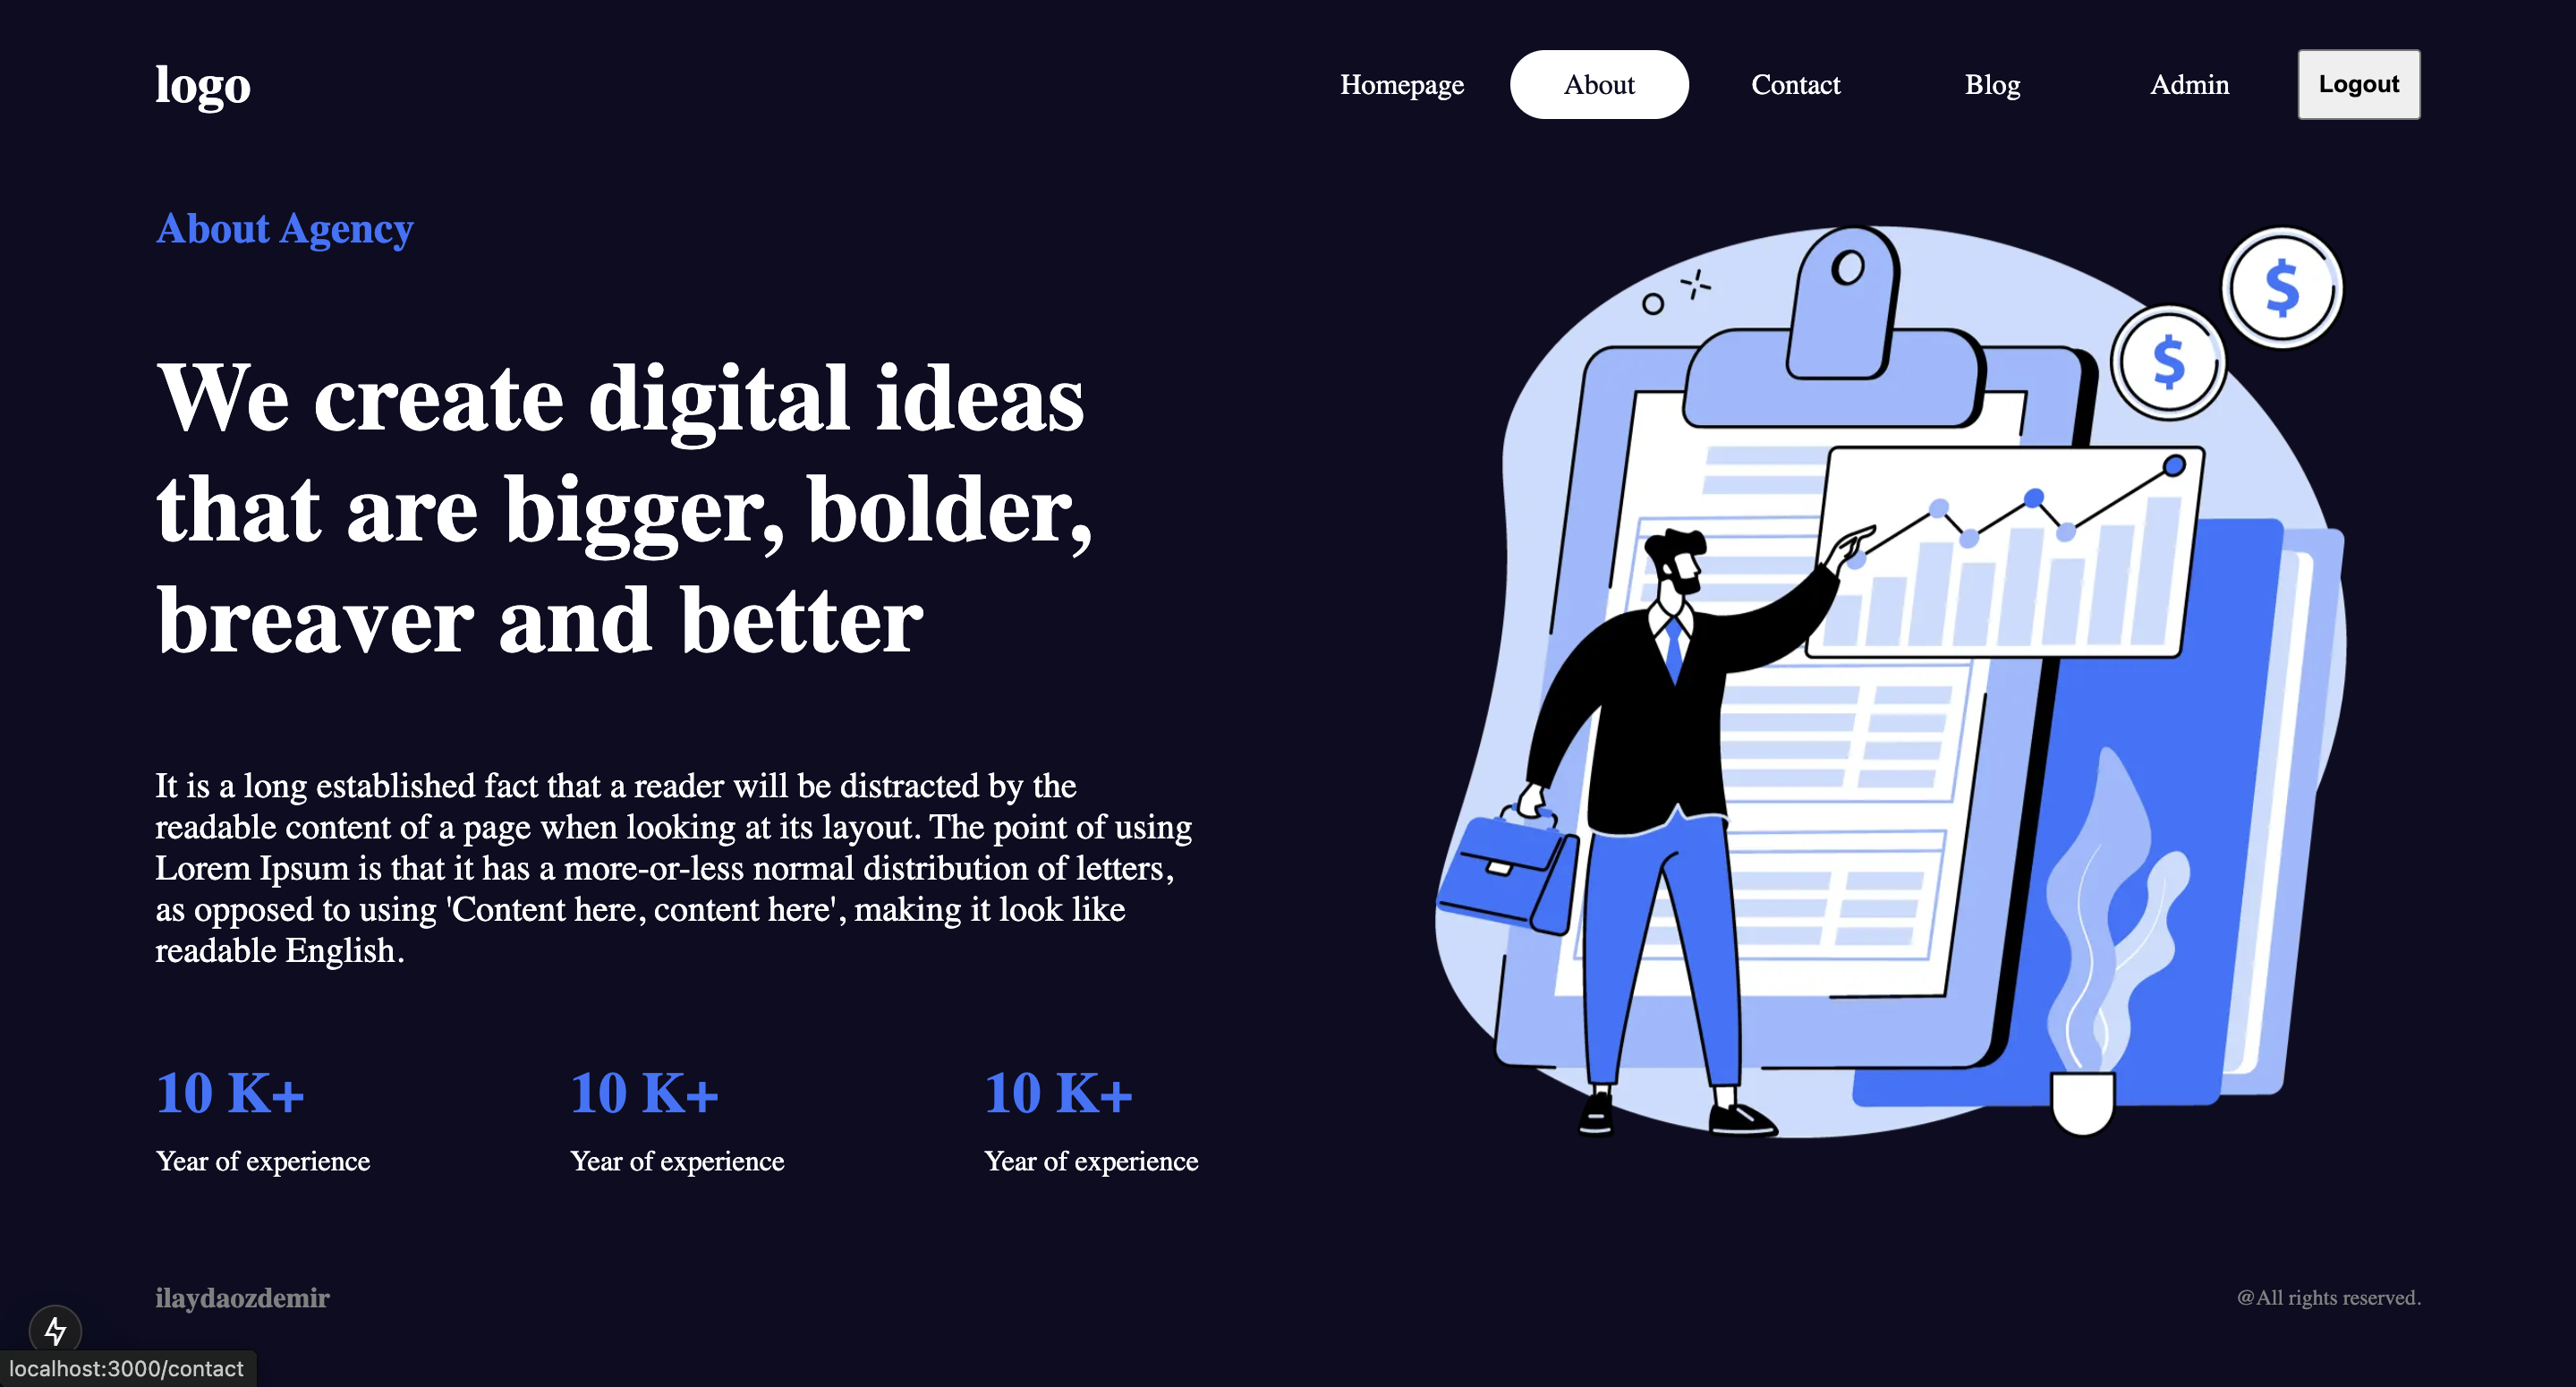 logo
Homepage
About
Contact
Blog
Admin
Logout
About Agency
We create digital ideas
that are bigger, bolder,
breaver and better
It is a long established fact that a reader will be distracted by the
readable content of a page when looking at its layout. The point of using
Lorem Ipsum is that it has a more-or-less normal distribution of letters,
as opposed to using 'Content here, content here', making it look like
readable English.
10 K+
Year of experience
10 K+
Year of experience
10 K+
Year of experience
$
$
ilaydaozdemir
@All rights reserved.
localhost:3000/contact